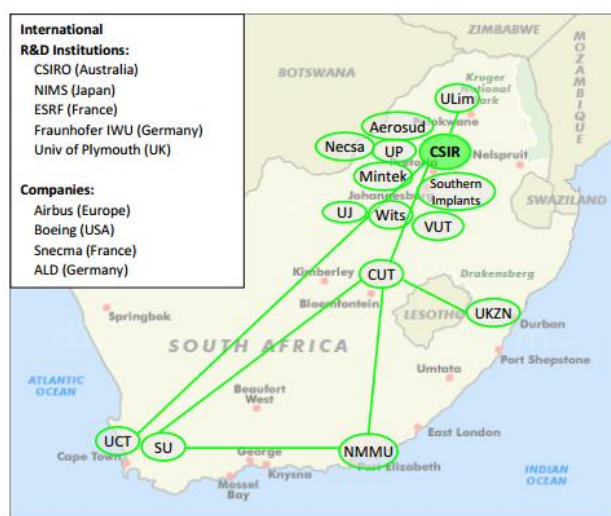 International
R&D Institutions:
CSIRO (Australia)
NIMS (Japan)
ESRF (France)
Fraunhofer IWU (Germany)
Univ of Plymouth (UK)
Companies:
Airbus (Europe)
Boeing (USA)
Snecma (France)
ALD (Germany)
ZIMBABWE
MOZAMBIQUE
BOTSWANA
Kruger
National
Park
ULim
Aerosud
Necsa
UP
CSIR
Nelspruit
Mintek
Southern
Implants
SWAZILAND
UJ
Wits
VUT
CUT
Kimberley
Bloemfontein
Drakensberg
LESOTHO
UKZN
Durban
Springbok
SOUTH AFRICA
Port Shepstone
Umtata
ATLANTIC
OCEAN
Beaufort
West
East London
UCT
SU
NMMU
Cape Town
George
Knysna
Port Elizabeth
Mossel
Bay
INDIAN
OCEAN